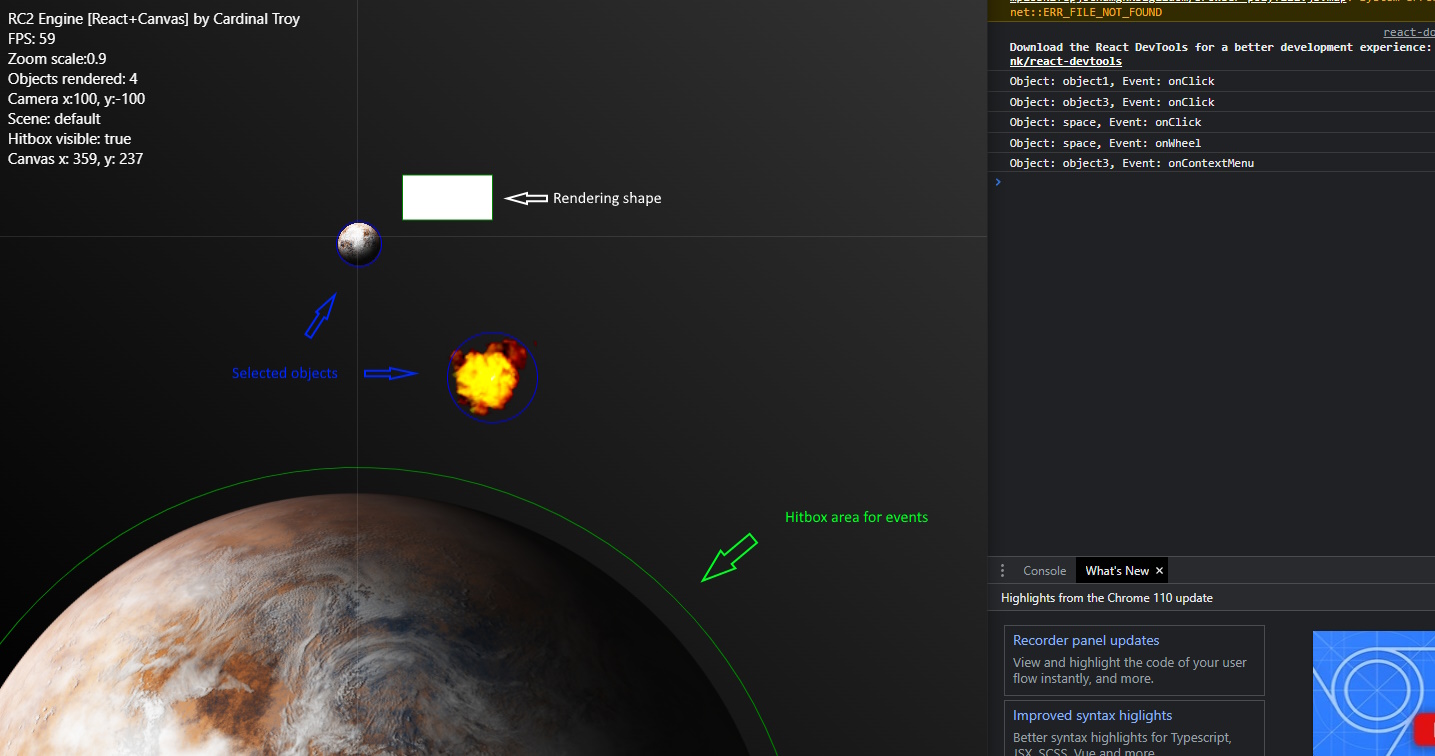 RC2 Engine [React+Canvas] by Cardinal Troy
FPS: 59
Zoom scale:0.9
Objects rendered: 4
Camera x:100, y:-100
Scene: default
Hitbox visible: true
Canvas x: 359, y: 237
Rendering shape
Selected objects
Hitbox area for events
net::ERR_FILE_NOT_FOUND
react-do
Download the React DevTools for a better development experience:
nk/react-devtools
Object: object1, Event: onClick
Object: object3, Event: onClick
Object: space, Event: onClick
Object: space, Event: onWheel
Object: object3, Event: onContextMenu
Console
What's New ×
Highlights from the Chrome 110 update
Recorder panel updates
View and highlight the code of your user
flow instantly, and more.
Improved syntax higlights
Better syntax highlights for Typescript,
JSX, SCSS, Vue and more.